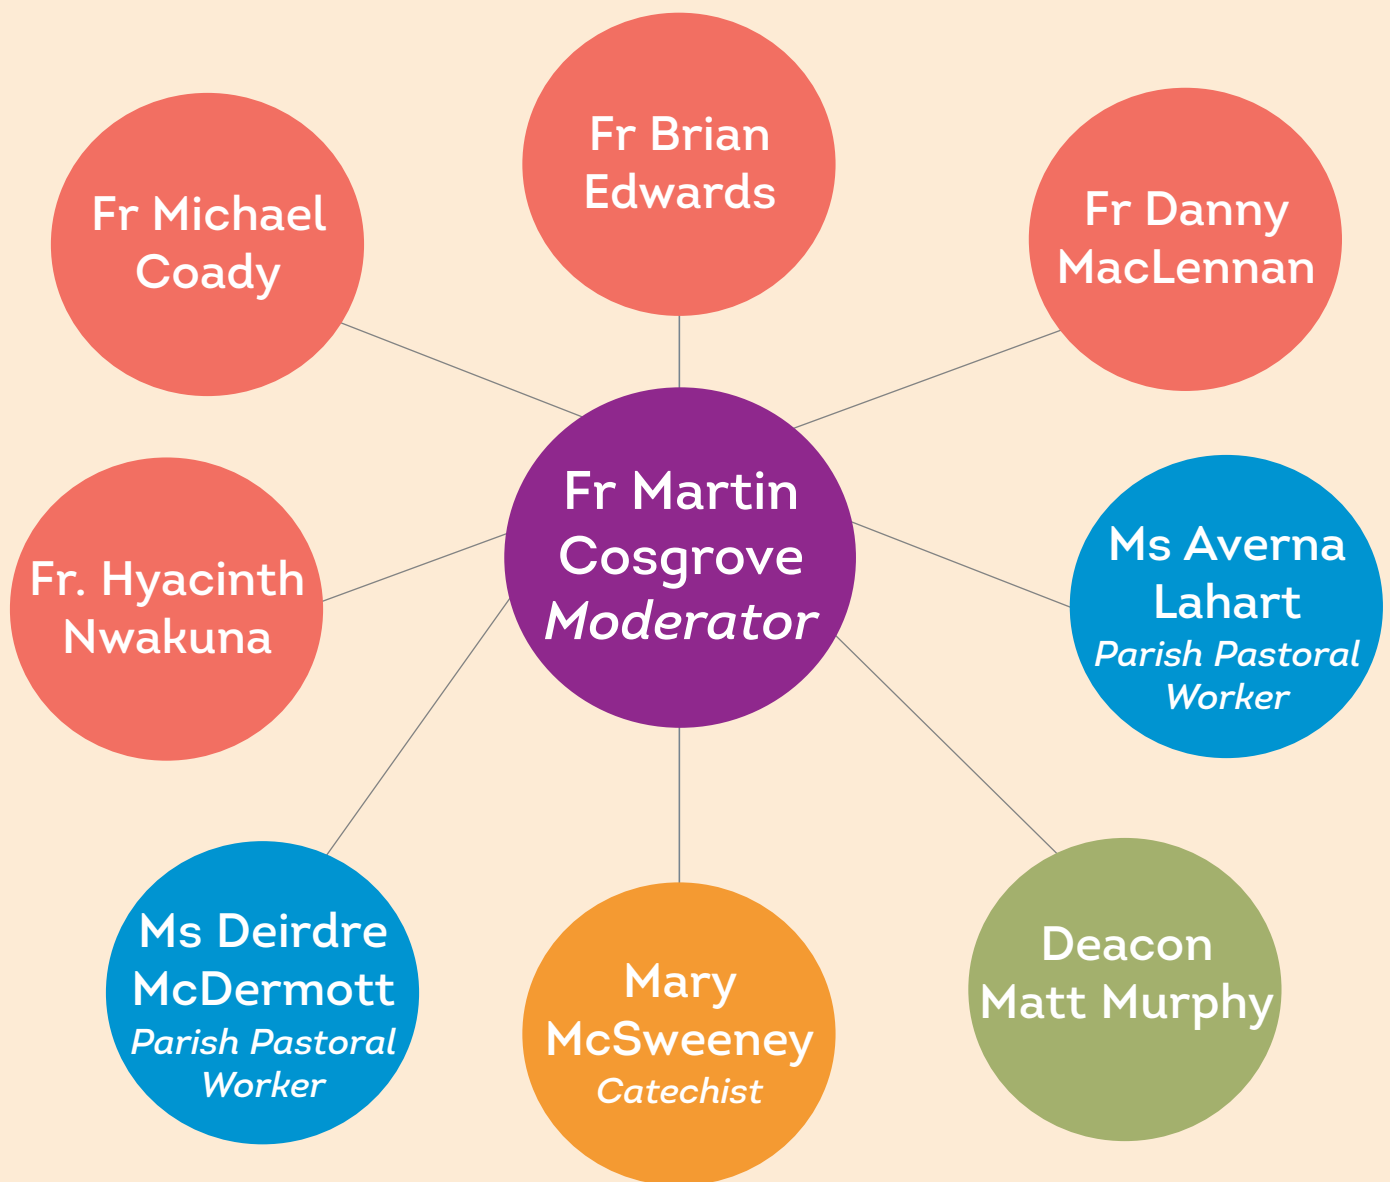 Fr Brian
Edwards
Fr Michael
Coady
Fr Danny
MacLennan
Fr Martin
Cosgrove
Moderator
Fr. Hyacinth
Nwakuna
Ms Averna
Lahart
Parish Pastoral
Worker
Ms Deirdre
McDermott
Parish Pastoral
Worker
Mary
McSweeney
Catechist
Deacon
Matt Murphy